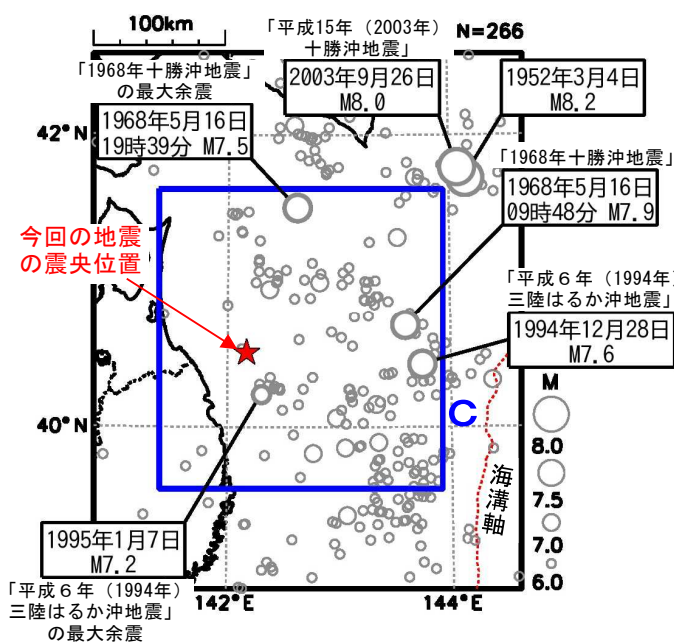 100km
「平成15年（2003年）
十勝沖地震」
N=266
「1968年十勝沖地震」
の最大余震
2003年9月26日
M8.0
1952年3月4日
M8.2
1968年5月16日
19時39分 M7.5
42°N
「1968年十勝沖地震」
1968年5月16日
09時48分 M7.9
今回の地震
の震央位置
「平成６年（1994年）
三陸はるか沖地震」
1994年12月28日
M7.6
M
C
40°N
8.0
7.5
7.0
6.0
海溝軸
1995年1月7日
M7.2
「平成６年（1994年）
三陸はるか沖地震」
の最大余震
142°E
144°E